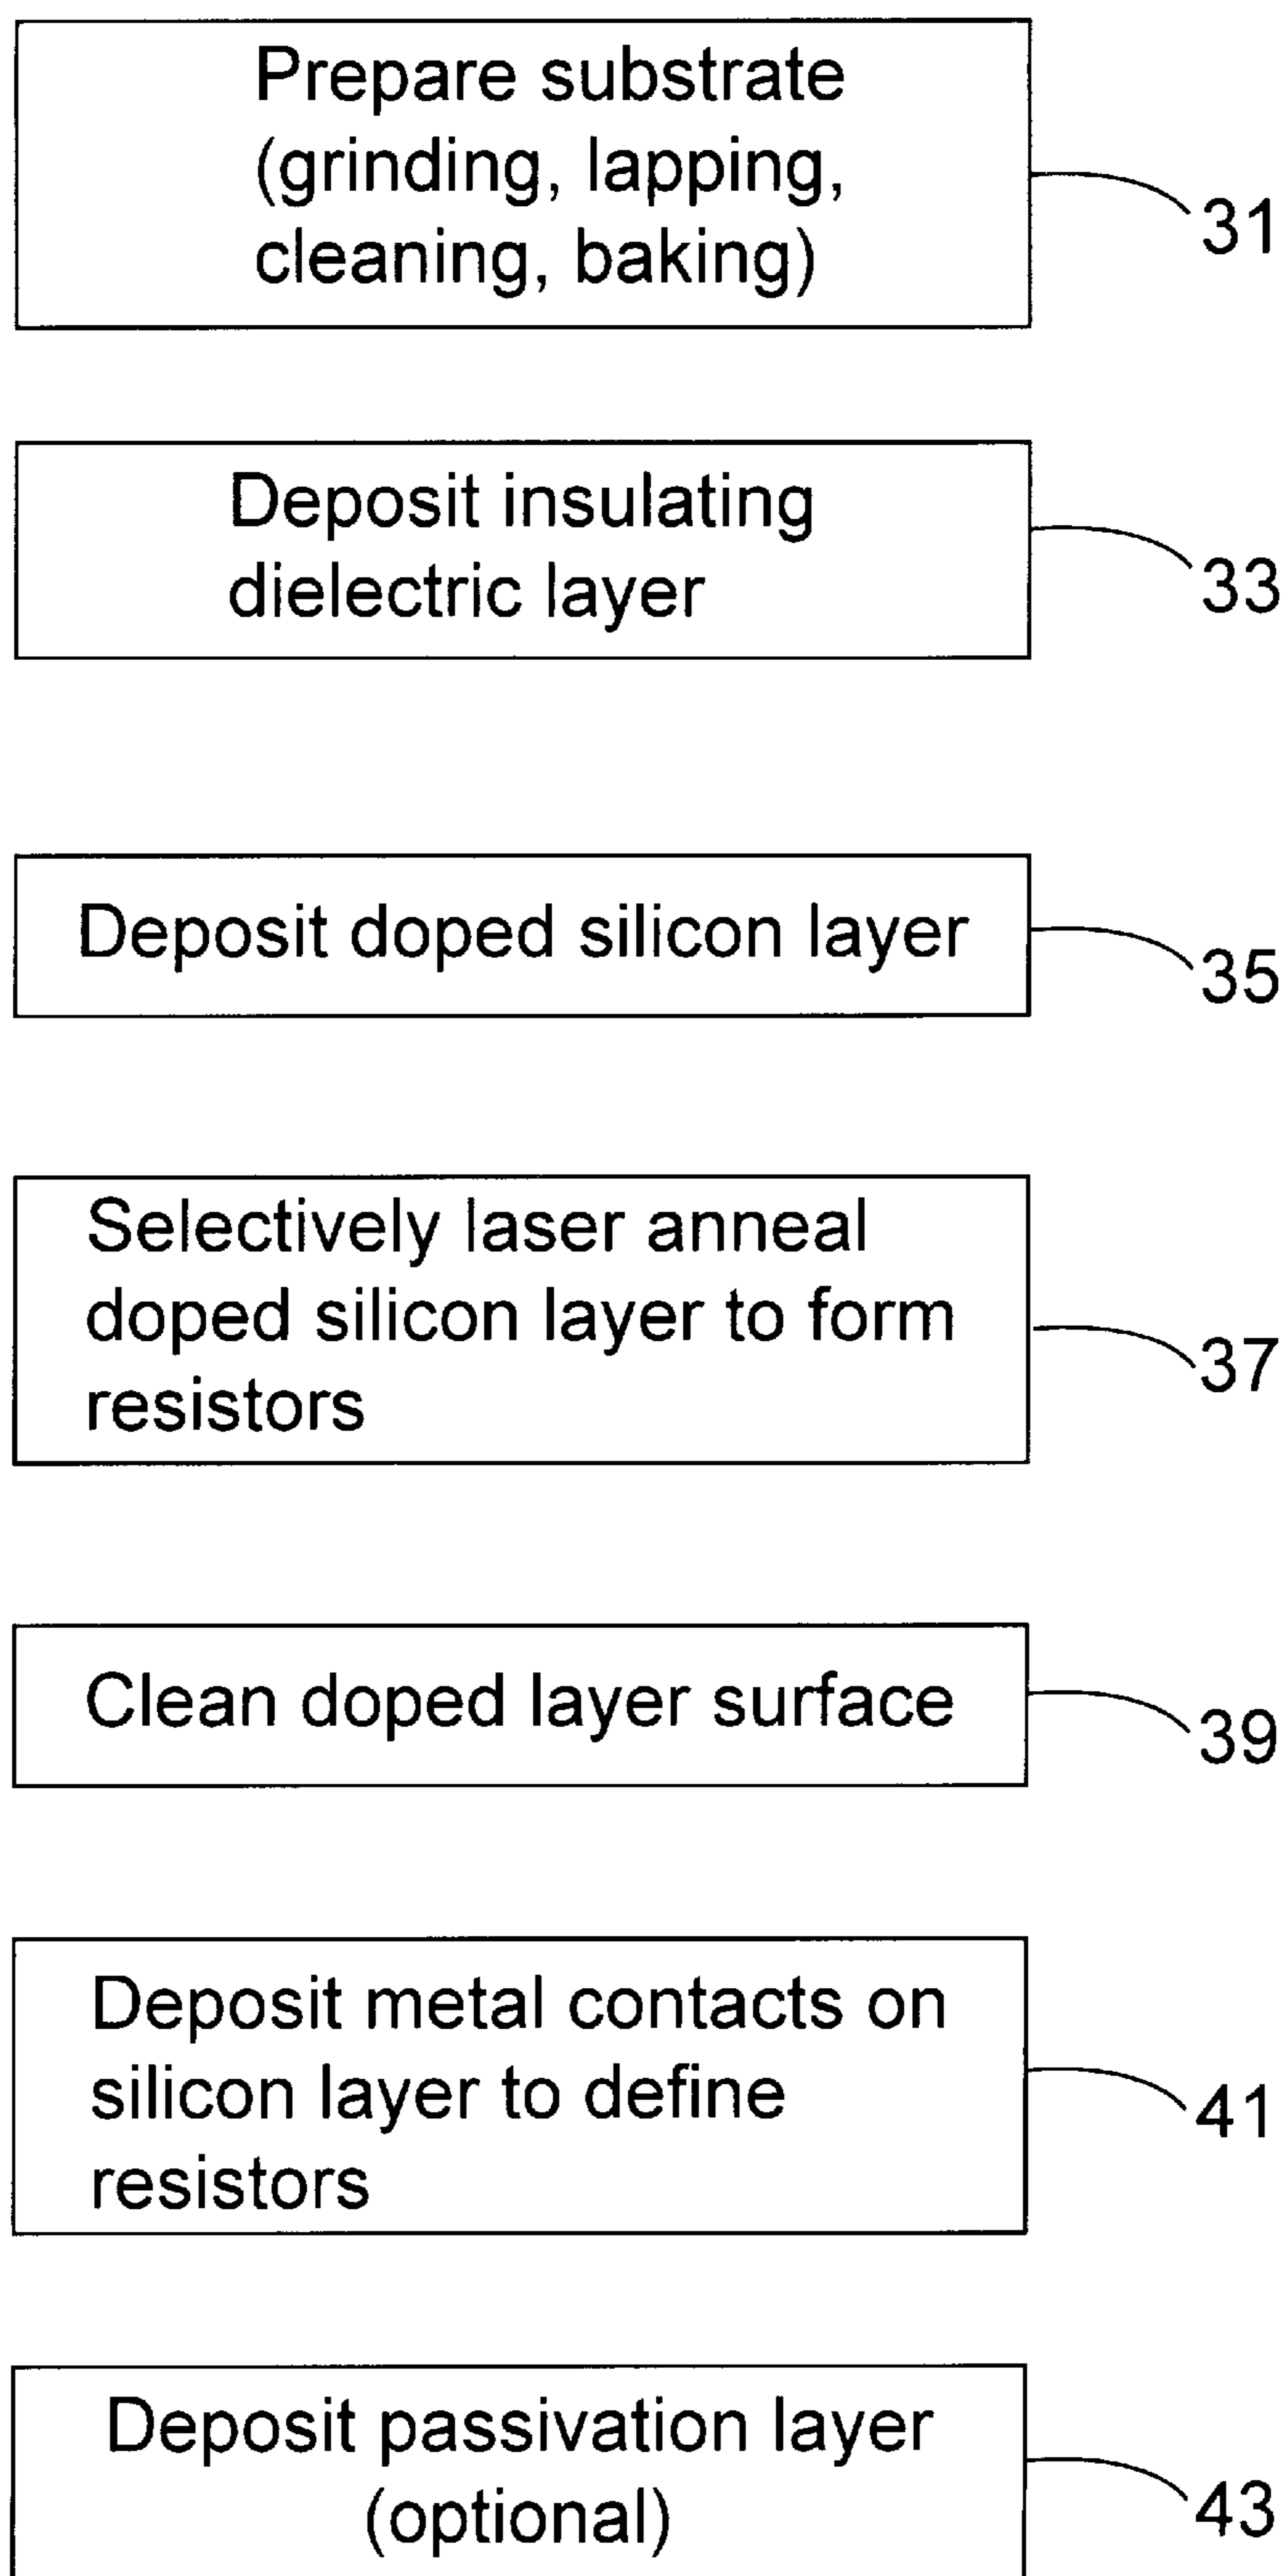 Prepare substrate
(grinding, lapping,
cleaning, baking)
31
Deposit insulating
dielectric layer
33
Deposit doped silicon layer
35
Selectively laser anneal
doped silicon layer to form
resistors
37
Clean doped layer surface
39
Deposit metal contacts on
silicon layer to define
resistors
41
Deposit passivation layer
(optional)
43